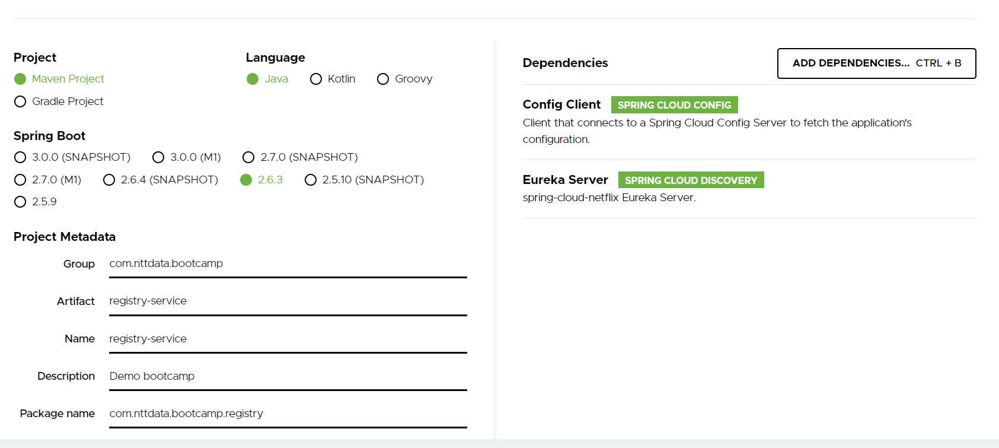 Project
Maven Project
Gradle Project
Language
Java Kotlin Groovy
Spring Boot
3.0.0 (SNAPSHOT) 3.0.0 (M1) 2.7.0 (SNAPSHOT)
2.7.0 (M1) 2.6.4 (SNAPSHOT) 2.6.3 2.5.10 (SNAPSHOT)
2.5.9
Project Metadata
Group com.nttdata.bootcamp
Artifact registry-service
Name registry-service
Description Demo bootcamp
Package name com.nttdata.bootcamp.registry
Dependencies ADD DEPENDENCIES... CTRL + B
Config Client SPRING CLOUD CONFIG
Client that connects to a Spring Cloud Config Server to fetch the application's
configuration.
Eureka Server SPRING CLOUD DISCOVERY
spring-cloud-netflix Eureka Server.